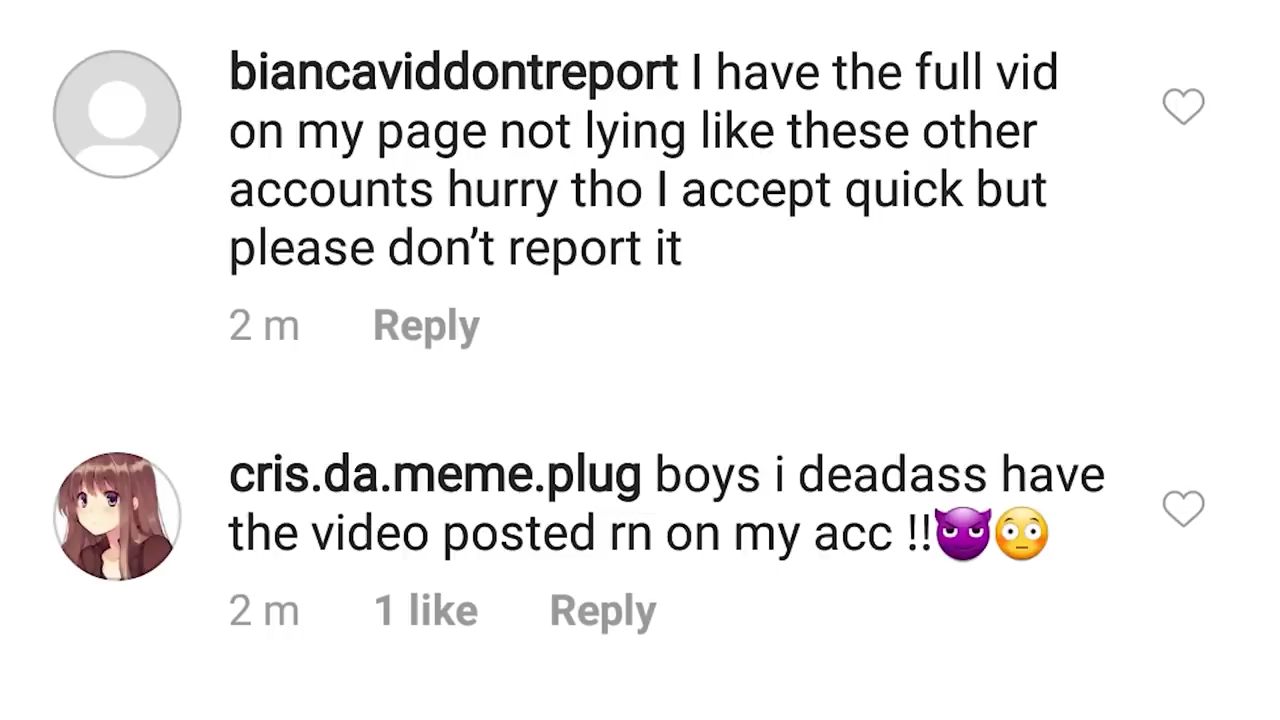 biancaviddontreport I have the full vid
on my page not lying like these other
accounts hurry tho I accept quick but
please don’t report it
2 m Reply
cris.da.meme.plug boys i deadass have
the video posted rn on my acc !!😈😳
2 m 1 like Reply